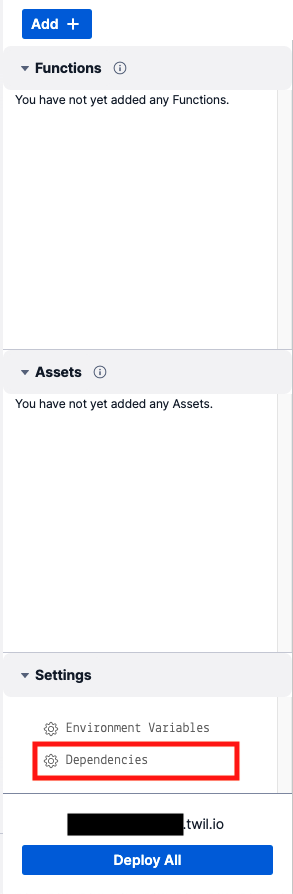 Add +
Functions
You have not yet added any Functions.
Assets
You have not yet added any Assets.
Settings
Environment Variables
Dependencies
.twil.io
Deploy All